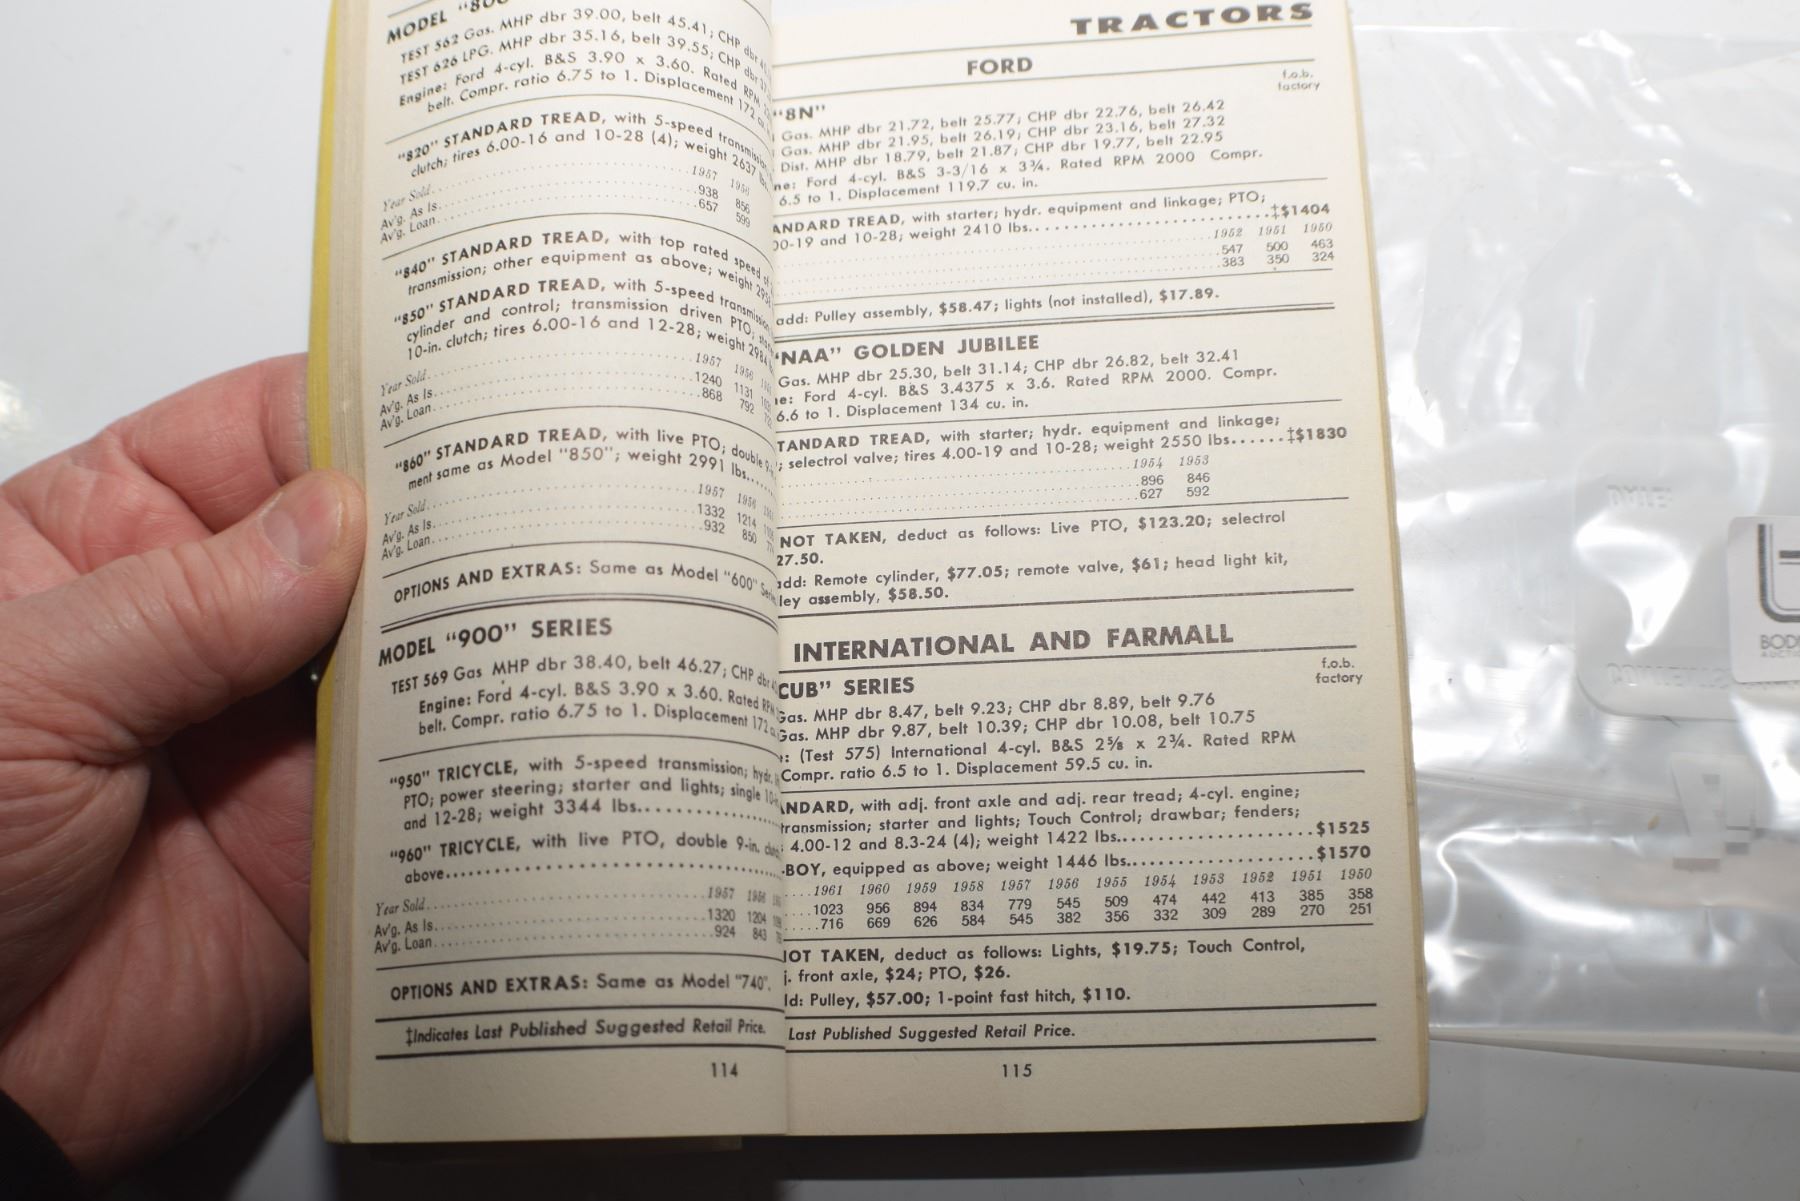 MODEL "800"
TEST 562 Gas. MHP dbr 39.00, belt 45.41; CHP dbr
TEST 626 LPG. MHP dbr 35.16, belt 39.55; CHP dbr
Engine: Ford 4-cyl. B&S 3.90 x 3.60. Rated RPM
belt. Compr. ratio 6.75 to 1. Displacement 172
"820" STANDARD TREAD, with 5-speed transmission,
clutch; tires 6.00-16 and 10-28 (4); weight 2637 lbs.
Year Sold 1957 1956
Av'g. As Is 938 856
Av'g. Loan 657 599
"840" STANDARD TREAD, with top rated speed of
transmission; other equipment as above; weight
"850" STANDARD TREAD, with 5-speed transmission
cylinder and control; transmission driven PTO;
10-in. clutch; tires 6.00-16 and 12-28; weight 2984
Year Sold 1957 1956
Av'g. As Is 1240 1131
Av'g. Loan 868 792
"860" STANDARD TREAD, with live PTO; double 9-
ment same as Model "850"; weight 2991 lbs.
Year Sold 1957 1956
Av'g. As Is 1332 1214
Av'g. Loan 932 850
OPTIONS AND EXTRAS: Same as Model "600" Series.
MODEL "900" SERIES
TEST 569 Gas MHP dbr 38.40, belt 46.27; CHP dbr
Engine: Ford 4-cyl. B&S 3.90 x 3.60. Rated RPM
belt. Compr. ratio 6.75 to 1. Displacement 172
"950" TRICYCLE, with 5-speed transmission; hydr.
PTO; power steering; starter and lights; single 10-
and 12-28; weight 3344 lbs.
"960" TRICYCLE, with live PTO, double 9-in. clutch
above
Year Sold 1957 1956
Av'g. As Is 1320 1204
Av'g. Loan 924 843
OPTIONS AND EXTRAS: Same as Model "740".
‡Indicates Last Published Suggested Retail Price.
114
TRACTORS
FORD
f.o.b.
factory
"8N"
Gas. MHP dbr 21.72, belt 25.77; CHP dbr 22.76, belt 26.42
Gas. MHP dbr 21.95, belt 26.19; CHP dbr 23.16, belt 27.32
Dist. MHP dbr 18.79, belt 21.87; CHP dbr 19.77, belt 22.95
ne: Ford 4-cyl. B&S 3-3/16 x 3¾. Rated RPM 2000 Compr.
6.5 to 1. Displacement 119.7 cu. in.
ANDARD TREAD, with starter; hydr. equipment and linkage; PTO;
00-19 and 10-28; weight 2410 lbs. ‡$1404
1952 1951 1950
547 500 463
383 350 324
add: Pulley assembly, $58.47; lights (not installed), $17.89.
"NAA" GOLDEN JUBILEE
Gas. MHP dbr 25.30, belt 31.14; CHP dbr 26.82, belt 32.41
e: Ford 4-cyl. B&S 3.4375 x 3.6. Rated RPM 2000. Compr.
6.6 to 1. Displacement 134 cu. in.
TANDARD TREAD, with starter; hydr. equipment and linkage;
; selectrol valve; tires 4.00-19 and 10-28; weight 2550 lbs. ‡$1830
1954 1953
896 846
627 592
NOT TAKEN, deduct as follows: Live PTO, $123.20; selectrol
27.50.
add: Remote cylinder, $77.05; remote valve, $61; head light kit,
ley assembly, $58.50.
INTERNATIONAL AND FARMALL
f.o.b.
factory
CUB" SERIES
Gas. MHP dbr 8.47, belt 9.23; CHP dbr 8.89, belt 9.76
Gas. MHP dbr 9.87, belt 10.39; CHP dbr 10.08, belt 10.75
: (Test 575) International 4-cyl. B&S 2⅝ x 2¾. Rated RPM
Compr. ratio 6.5 to 1. Displacement 59.5 cu. in.
ANDARD, with adj. front axle and adj. rear tread; 4-cyl. engine;
transmission; starter and lights; Touch Control; drawbar; fenders;
4.00-12 and 8.3-24 (4); weight 1422 lbs. $1525
-BOY, equipped as above; weight 1446 lbs. $1570
1961 1960 1959 1958 1957 1956 1955 1954 1953 1952 1951 1950
1023 956 894 834 779 545 509 474 442 413 385 358
716 669 626 584 545 382 356 332 309 289 270 251
NOT TAKEN, deduct as follows: Lights, $19.75; Touch Control,
j. front axle, $24; PTO, $26.
ld: Pulley, $57.00; 1-point fast hitch, $110.
Last Published Suggested Retail Price.
115
DATE:
COMMENTS